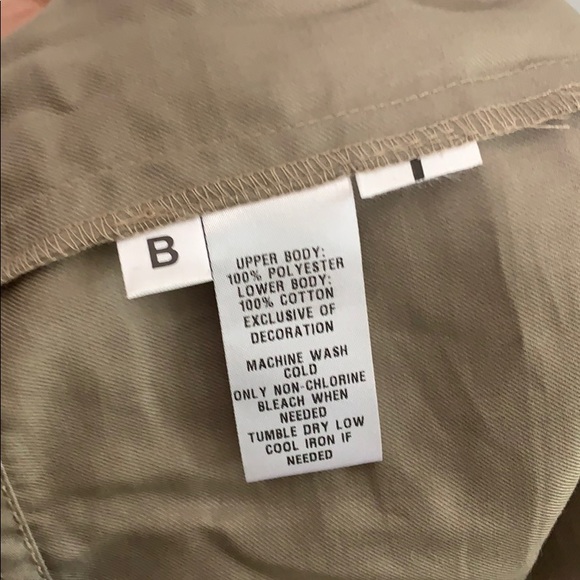 B
UPPER BODY:
100% POLYESTER
LOWER BODY:
100% COTTON
EXCLUSIVE OF
DECORATION
MACHINE WASH
COLD
ONLY NON-CHLORINE
BLEACH WHEN
NEEDED
TUMBLE DRY LOW
COOL IRON IF
NEEDED